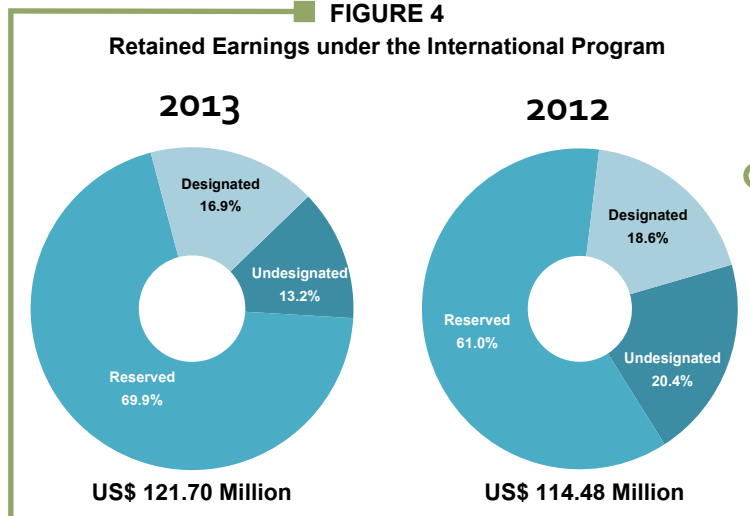 FIGURE 4
Retained Earnings under the International Program
2013
Designated
16.9%
Undesignated
13.2%
Reserved
69.9%
US$ 121.70 Million
2012
Designated
18.6%
Reserved
61.0%
Undesignated
20.4%
US$ 114.48 Million